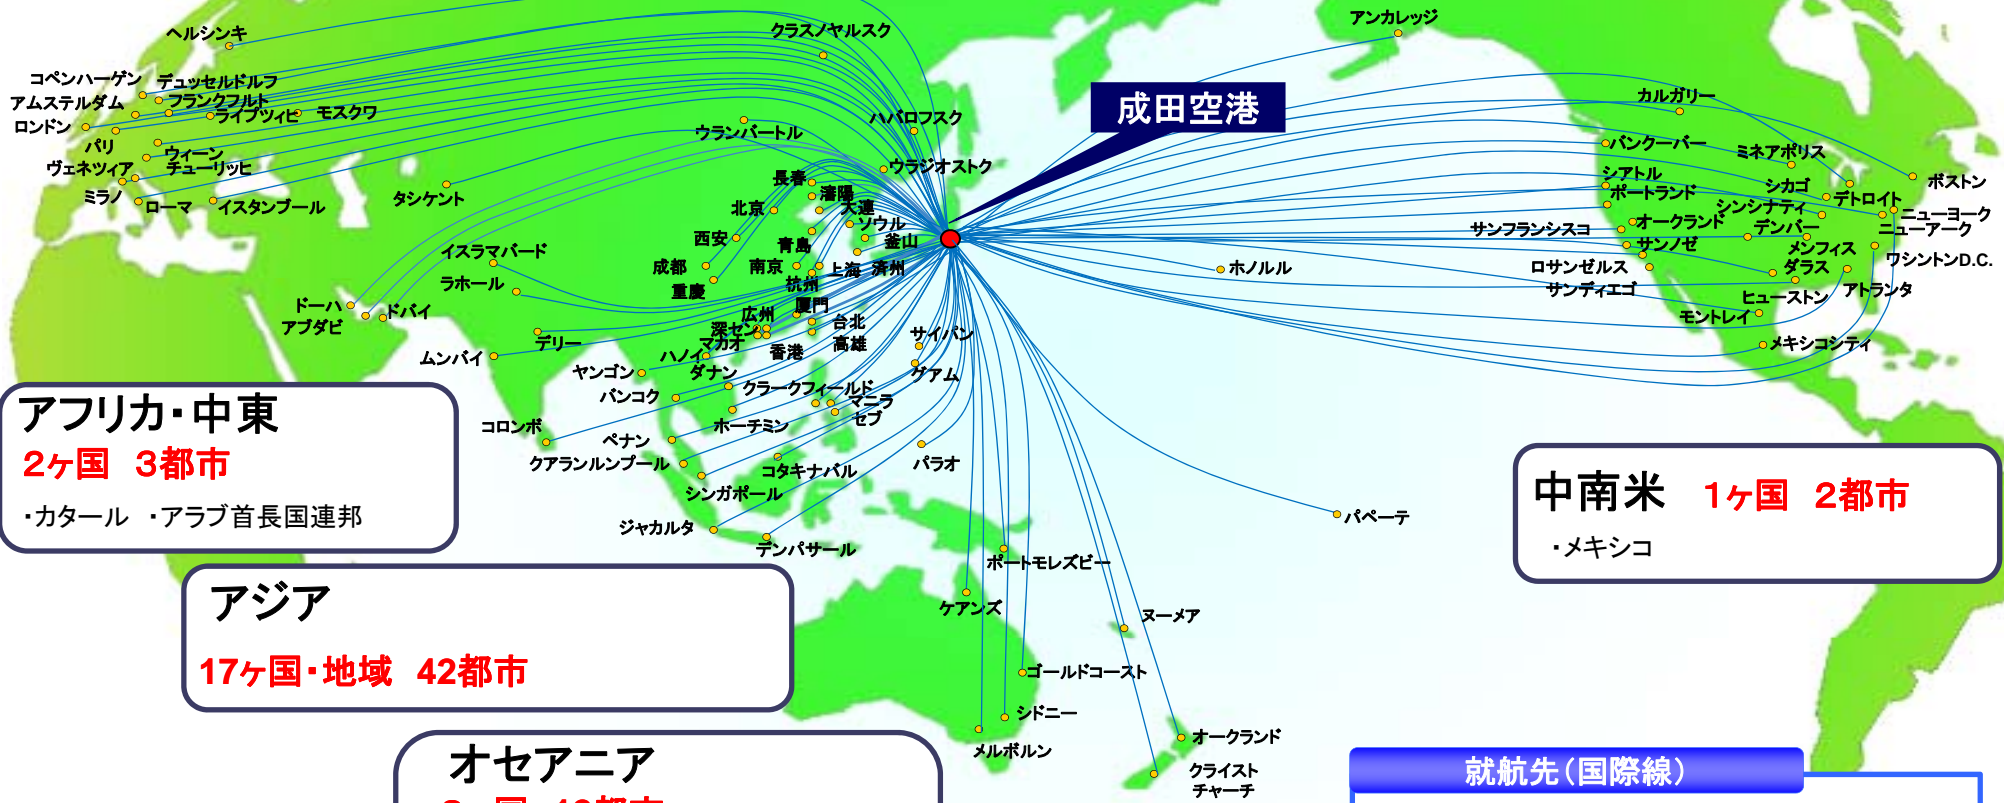 アンカレッジ
ヘルシンキ
クラスノヤルスク
コペンハーゲン
デュッセルドルフ
アムステルダム
フランクフルト
ロンドン
ライプツィヒ
モスクワ
パリ
ウィーン
ヴェネツィア
チューリッヒ
ミラノ
ローマ
イスタンブール
タシケント
ウランバートル
ハバロフスク
ウラジオストク
成田空港
カルガリー
バンクーバー
ミネアポリス
シアトル
ポートランド
シカゴ
デトロイト
ボストン
シンシナティ
ニューヨーク
ニューアーク
サンフランシスコ
オークランド
デンバー
サンノゼ
メンフィス
ワシントンD.C.
ロサンゼルス
ダラス
サンディエゴ
ヒューストン
アトランタ
モントレイ
メキシコシティ
ホノルル
長春
瀋陽
北京
大連
ソウル
西安
青島
釜山
成都
南京
上海
済州
重慶
杭州
厦門
広州
深セン
台北
マカオ
香港
高雄
イスラマバード
ラホール
ドーハ
ドバイ
アブダビ
デリー
ムンバイ
ハノイ
ヤンゴン
ダナン
バンコク
クラークフィールド
マニラ
セブ
サイパン
グアム
コロンボ
ホーチミン
ペナン
クアランルンプール
コタキナバル
パラオ
シンガポール
ジャカルタ
デンパサール
パペーテ
ポートモレズビー
ケアンズ
ヌーメア
ゴールドコースト
シドニー
メルボルン
オークランド
クライスト
チャーチ
アフリカ・中東
2ヶ国 3都市
・カタール ・アラブ首長国連邦
中南米 1ヶ国 2都市
・メキシコ
アジア
17ヶ国・地域 42都市
オセアニア
就航先(国際線)